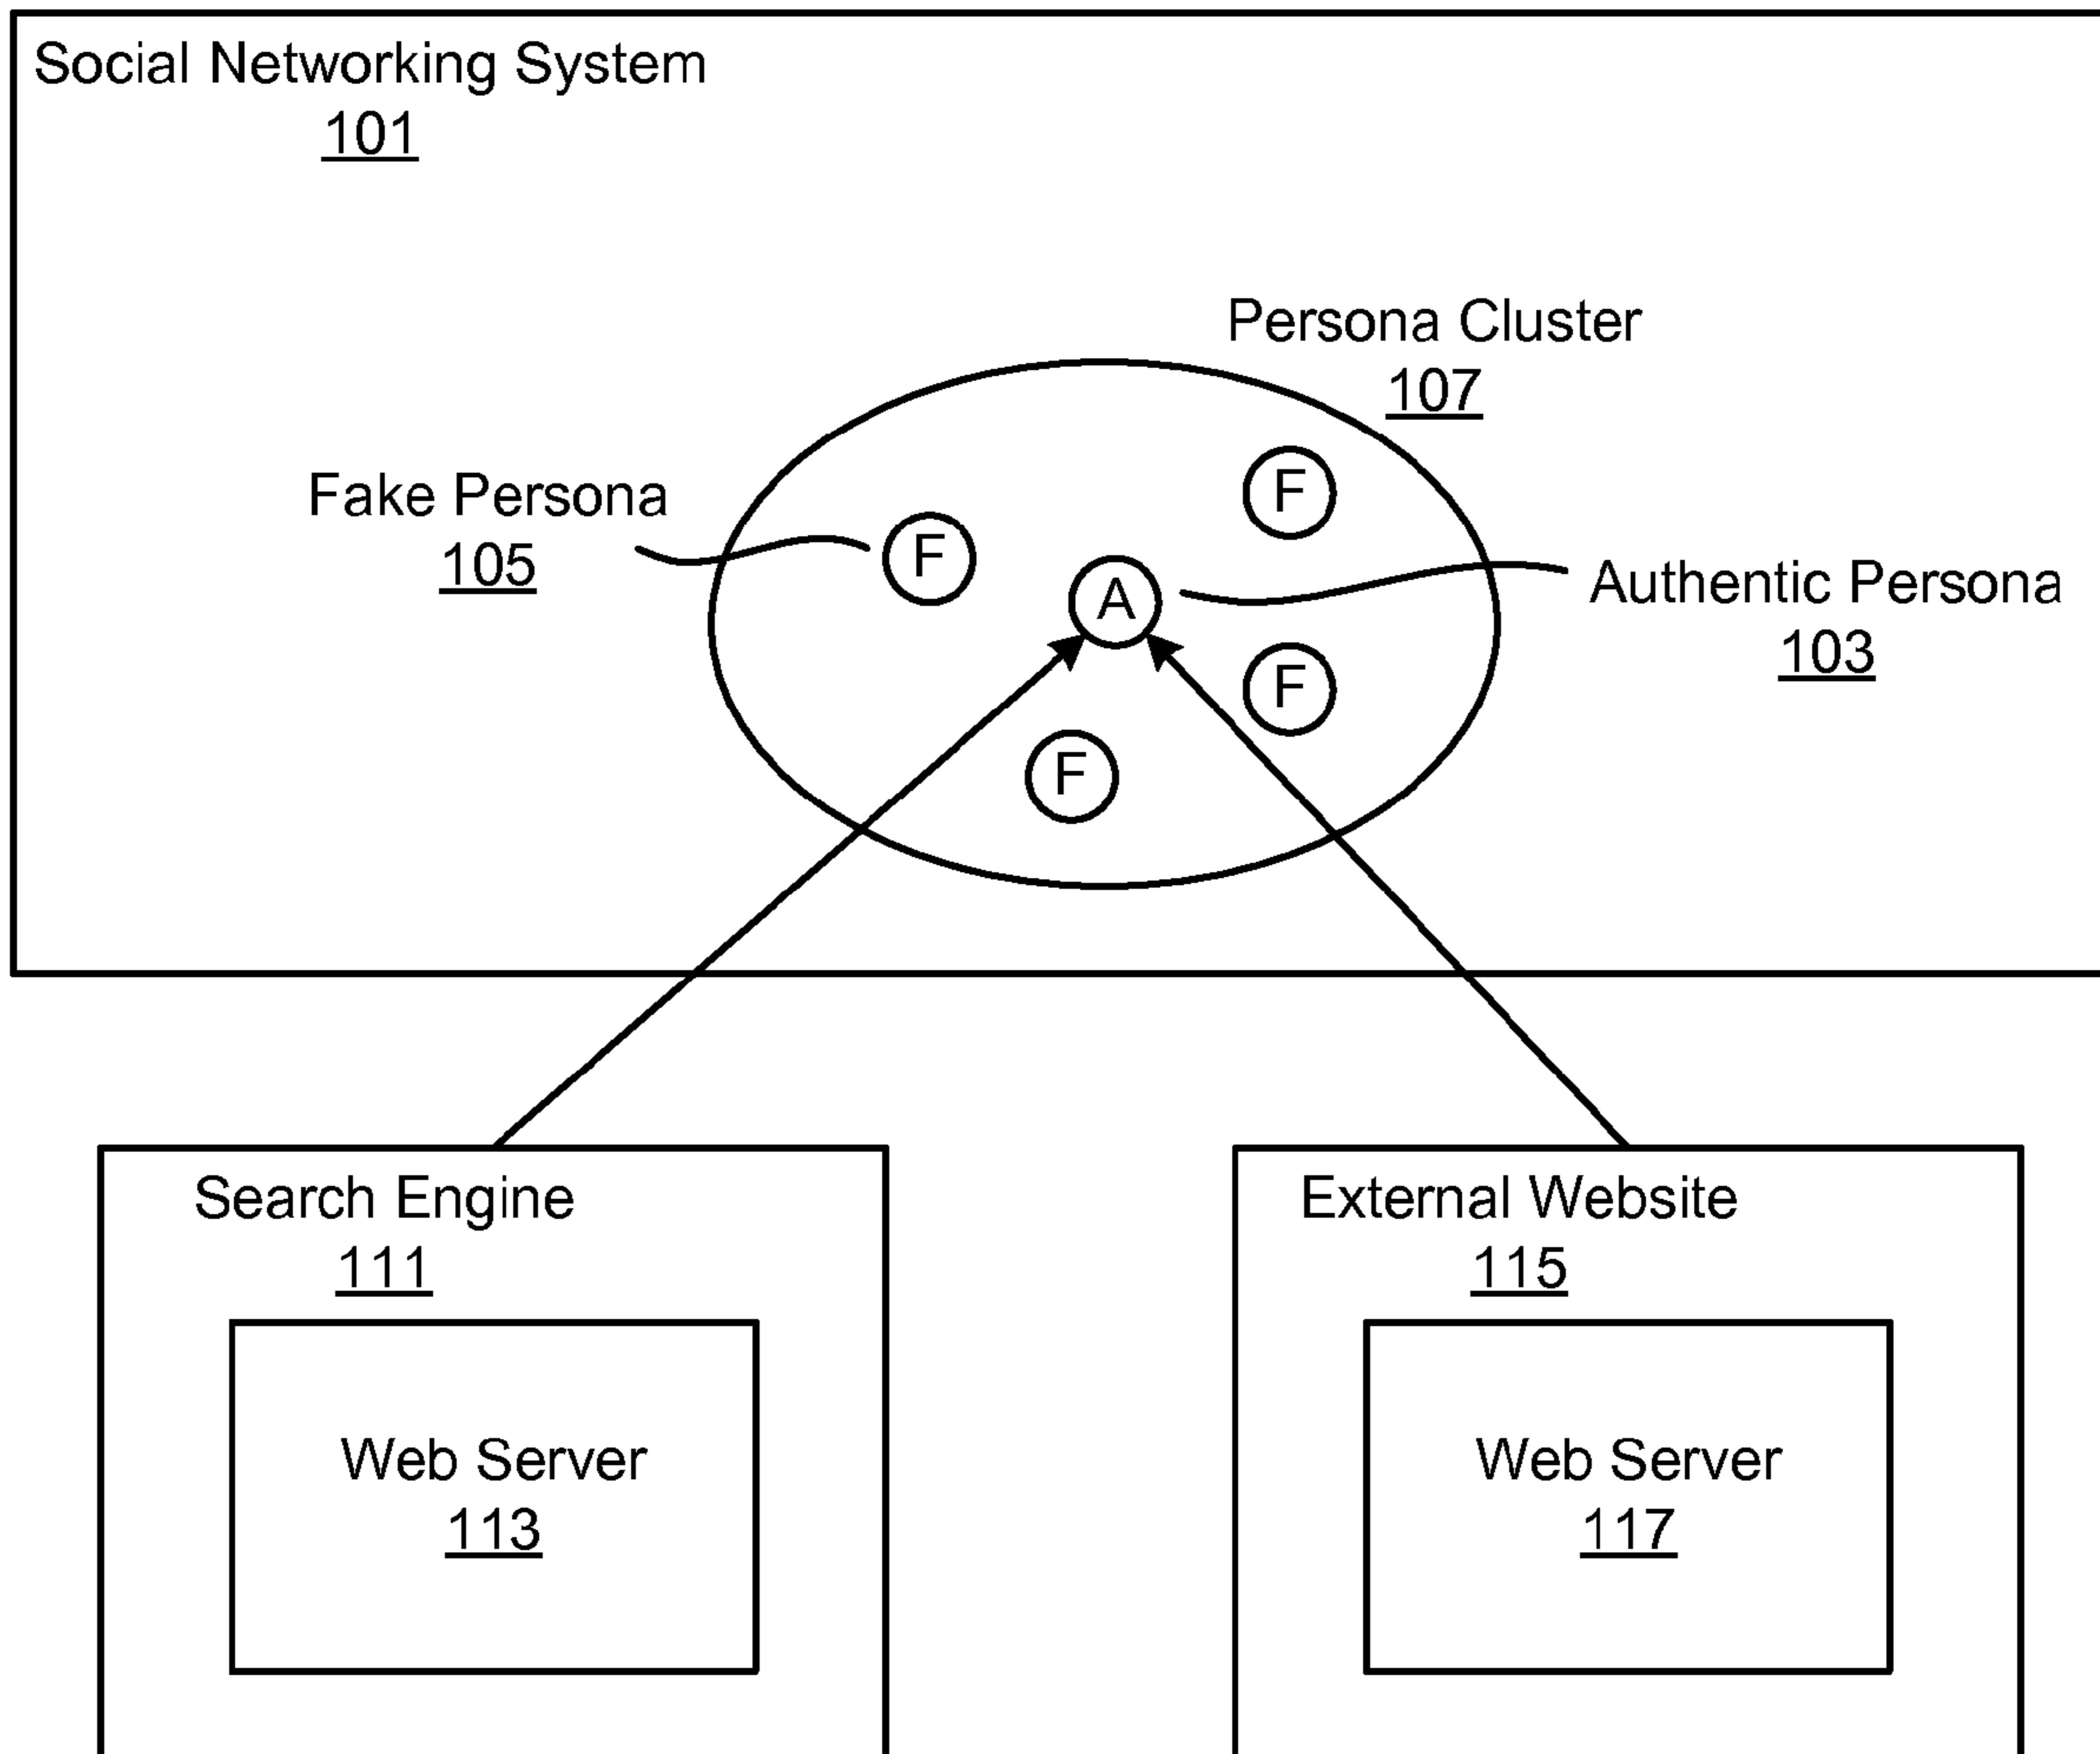 Social Networking System
101
Persona Cluster
107
F
Fake Persona
105
F
A
Authentic Persona
103
F
F
Search Engine
111
Web Server
113
External Website
115
Web Server
117